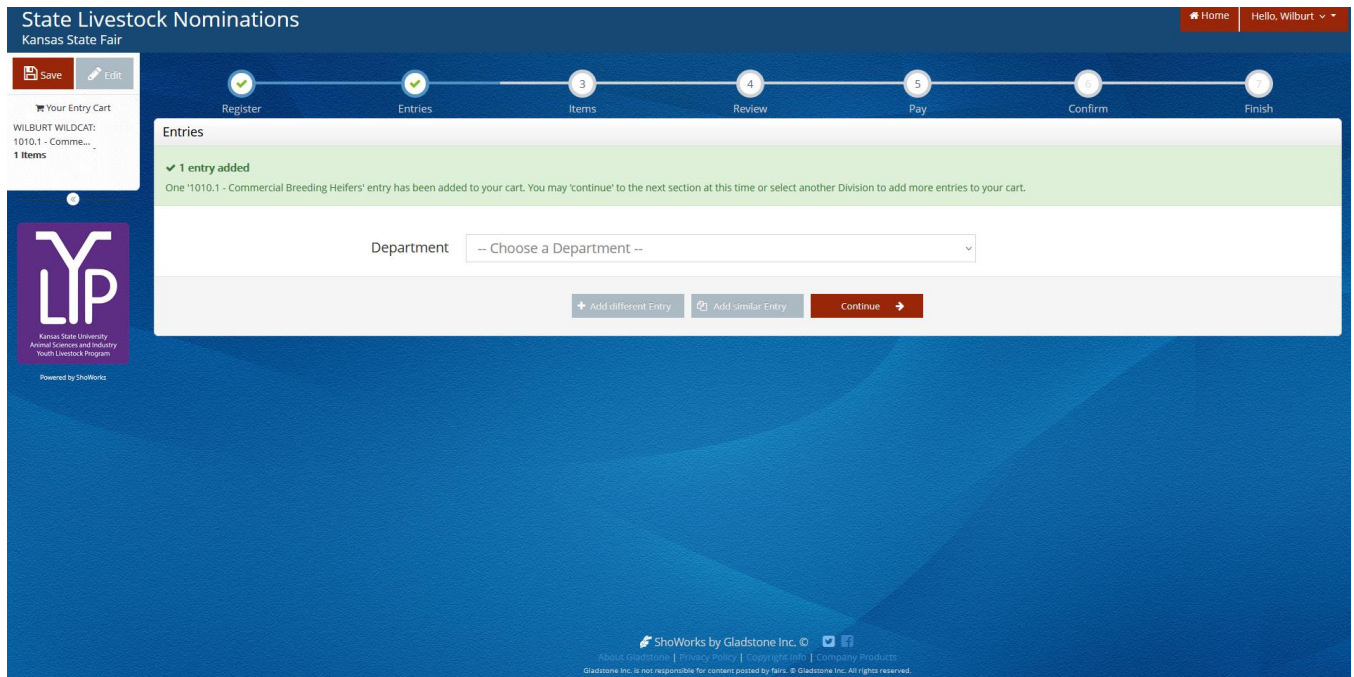 State Livestock Nominations
Kansas State Fair
Home
Hello, Wilburt
Save
Edit
Your Entry Cart
WILBURT WILDCAT:
1010.1 - Comme...
1 Items
-
«
3
4
5
6
7
Register
Entries
Items
Review
Pay
Confirm
Finish
Entries
1 entry added
One '1010.1 - Commercial Breeding Heifers' entry has been added to your cart. You may 'continue' to the next section at this time or select another Division to add more entries to your cart.
Department
-- Choose a Department --
+ Add different Entry
Add similar Entry
Continue →
YLP
Kansas State University
Animal Sciences and Industry
Youth Livestock Program
Powered by ShoWorks
ShoWorks by Gladstone Inc. ©
About Gladstone | Privacy Policy | Copyright Info | Company Products
Gladstone Inc. is not responsible for content posted by fairs. © Gladstone Inc. All rights reserved.